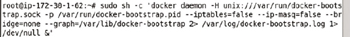 root@ip-172-30-1-62:~# sudo sh -c 'docker daemon -H unix:///var/run/docker-boots
trap.sock -p /var/run/docker-bootstrap.pid --iptables=false --ip-masq=false --br
idge=none --graph=/var/lib/docker-bootstrap 2> /var/log/docker-bootstrap.log 1>
/dev/null &'